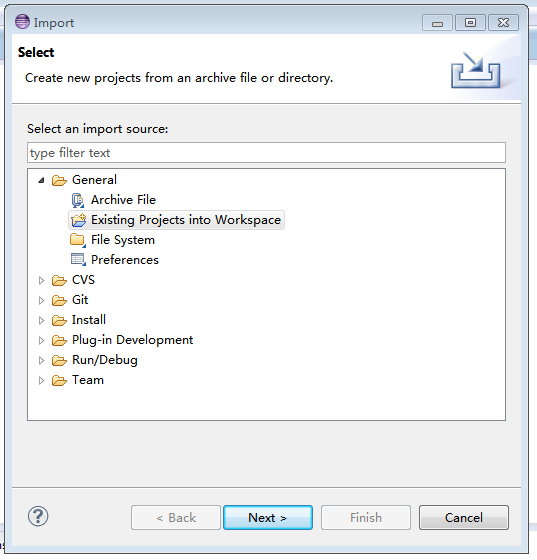 Import
Select
Create new projects from an archive file or directory.
Select an import source:
type filter text
General
Archive File
Existing Projects into Workspace
File System
Preferences
CVS
Git
Install
Plug-in Development
Run/Debug
Team
? < Back Next > Finish Cancel